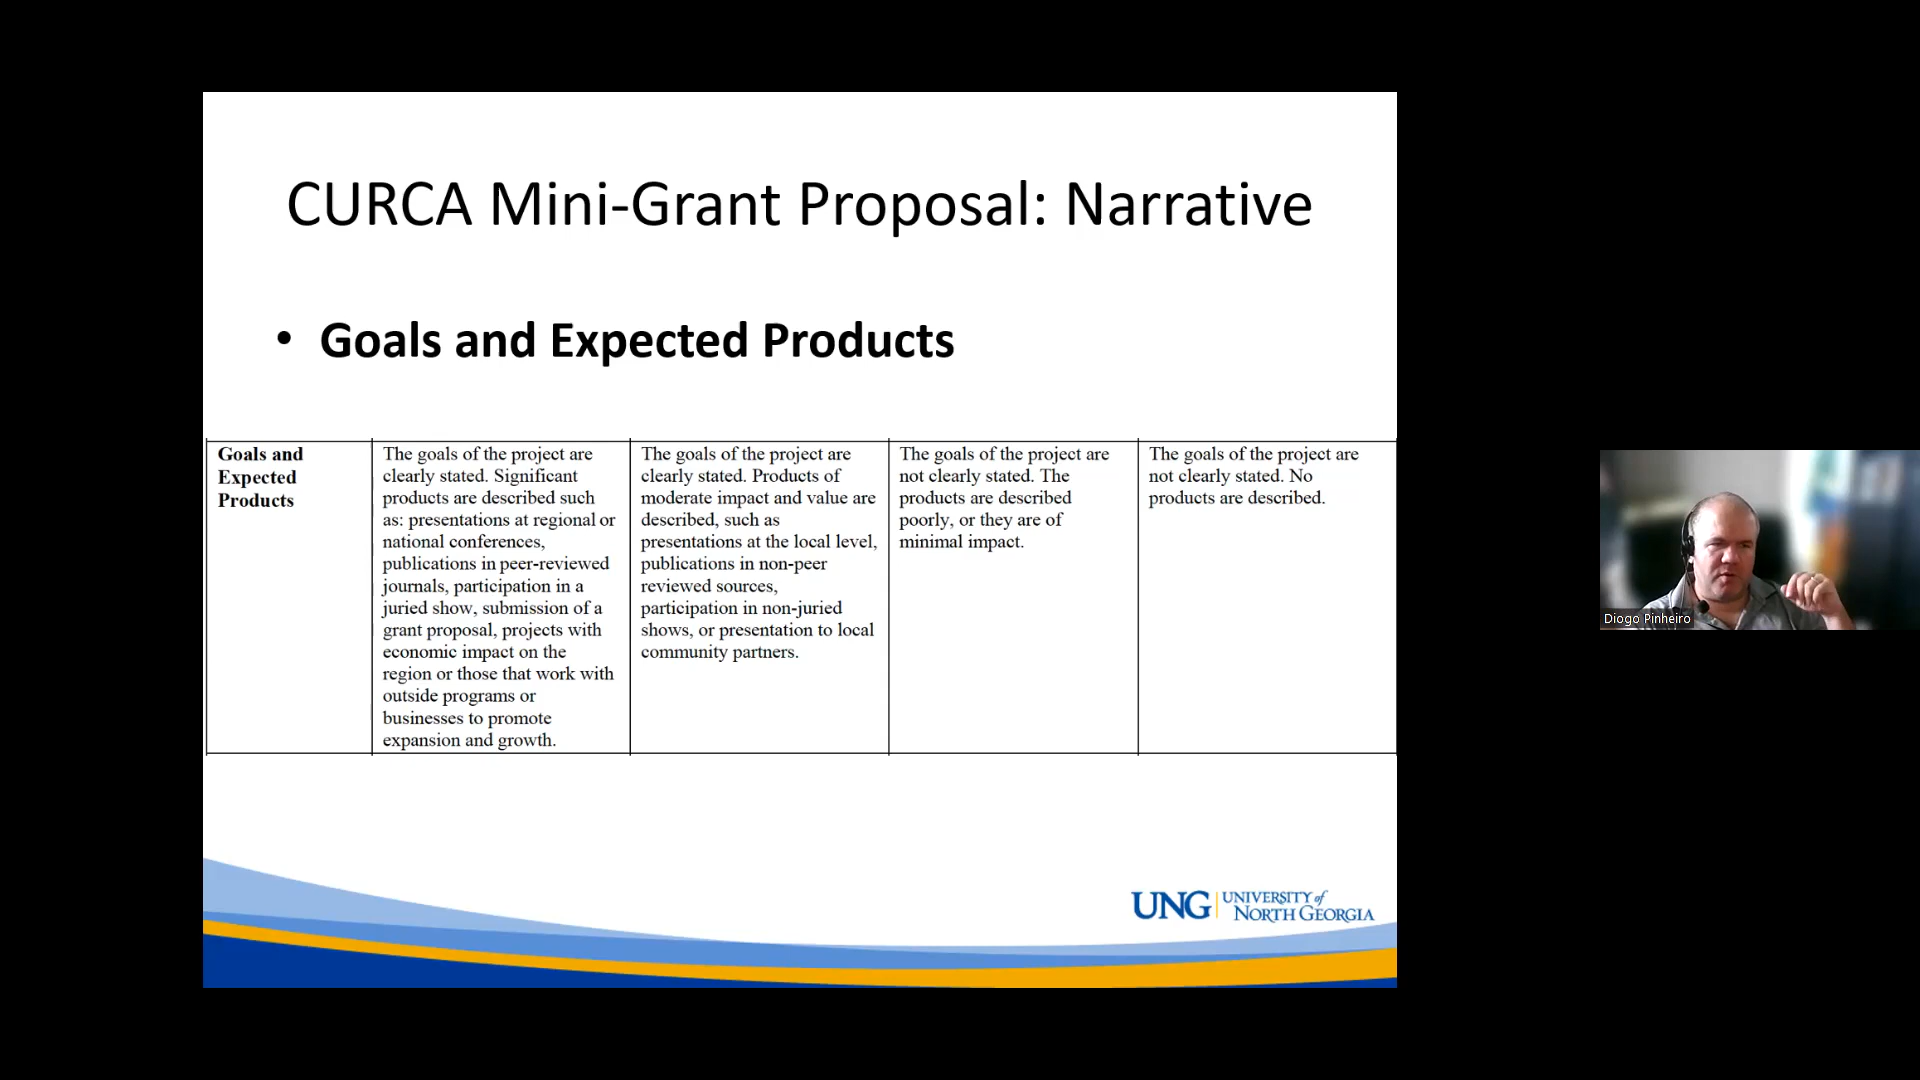 CURCA Mini-Grant Proposal: Narrative
• Goals and Expected Products
Goals and
Expected
Products
The goals of the project are
clearly stated. Significant
products are described such
as: presentations at regional or
national conferences,
publications in peer-reviewed
journals, participation in a
juried show, submission of a
grant proposal, projects with
economic impact on the
region or those that work with
outside programs or
businesses to promote
expansion and growth.
The goals of the project are
clearly stated. Products of
moderate impact and value are
described, such as
presentations at the local level,
publications in non-peer
reviewed sources,
participation in non-juried
shows, or presentation to local
community partners.
The goals of the project are
not clearly stated. The
products are described
poorly, or they are of
minimal impact.
The goals of the project are
not clearly stated. No
products are described.
UNG
UNIVERSITY of
NORTH GEORGIA
Diogo Pinheiro